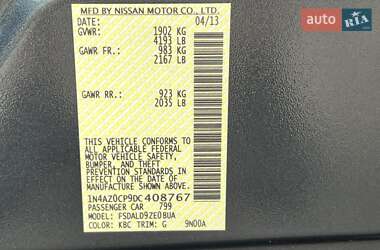 AUTO RIA
MFD BY NISSAN MOTOR CO., LTD.
DATE: 04/13
GVWR: 1902 KG
4193 LB
GAWR FR.: 983 KG
2167 LB
GAWR RR.: 923 KG
2035 LB
THIS VEHICLE CONFORMS TO ALL
APPLICABLE FEDERAL
MOTOR VEHICLE SAFETY,
BUMPER, AND THEFT PREVENTION
STANDARDS IN EFFECT ON THE DATE
OF MANUFACTURE SHOWN ABOVE.
1N4AZ0CP9DC408767
PASSENGER CAR 799
MODEL: FSDALD9ZE0BUA
COLOR: KBC TRIM: G 9N00A